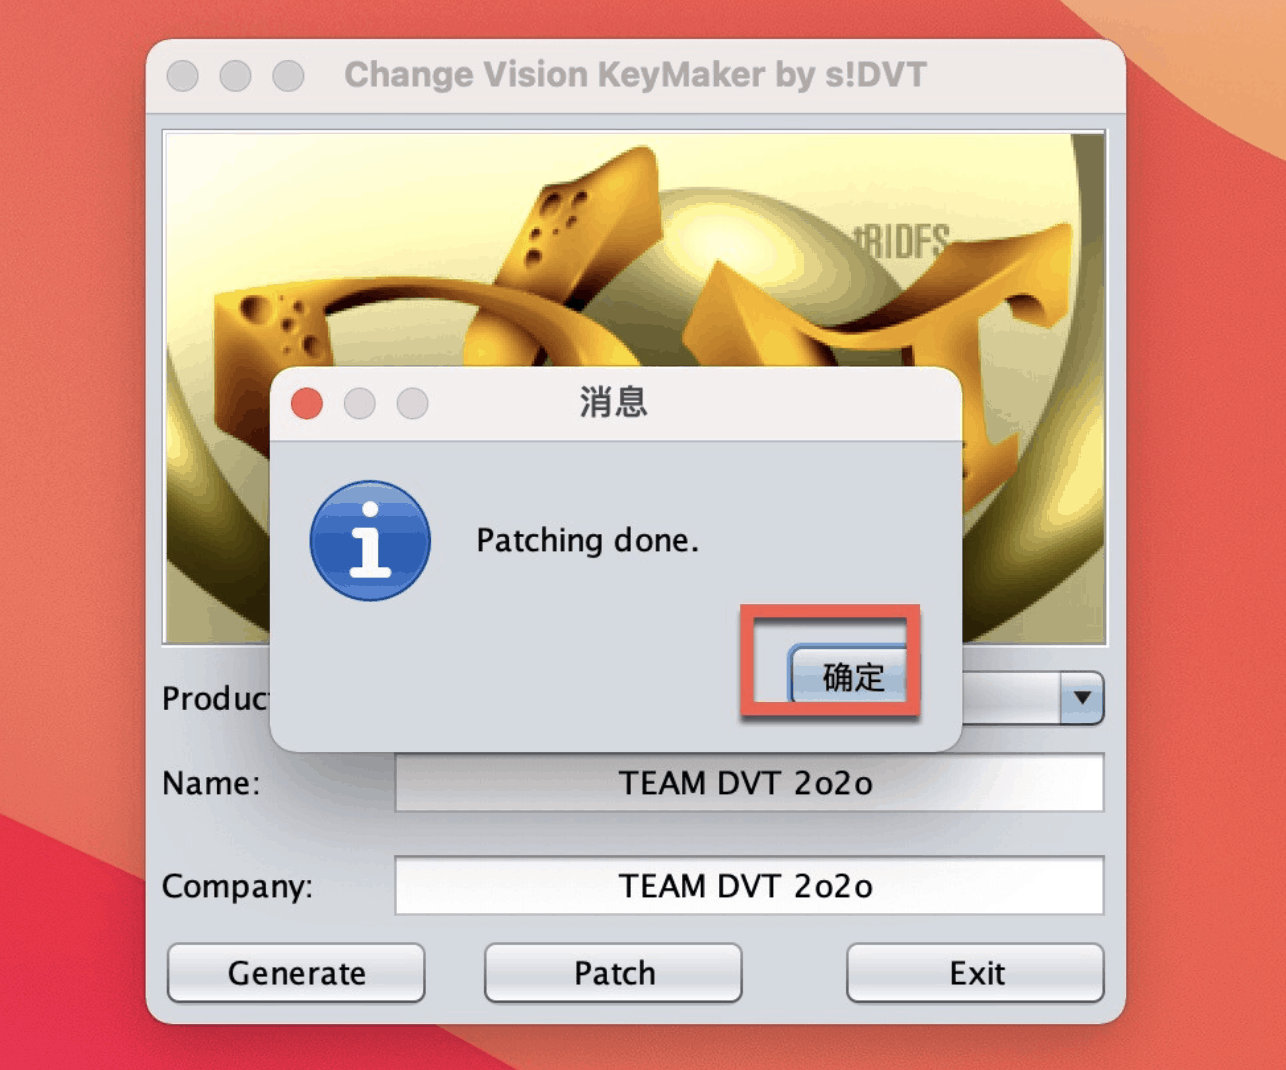 Change Vision KeyMaker by s!DVT
tRIDFS
消息
Patching done.
确定
Name:
TEAM DVT 2o2o
Company:
TEAM DVT 2o2o
Generate
Patch
Exit